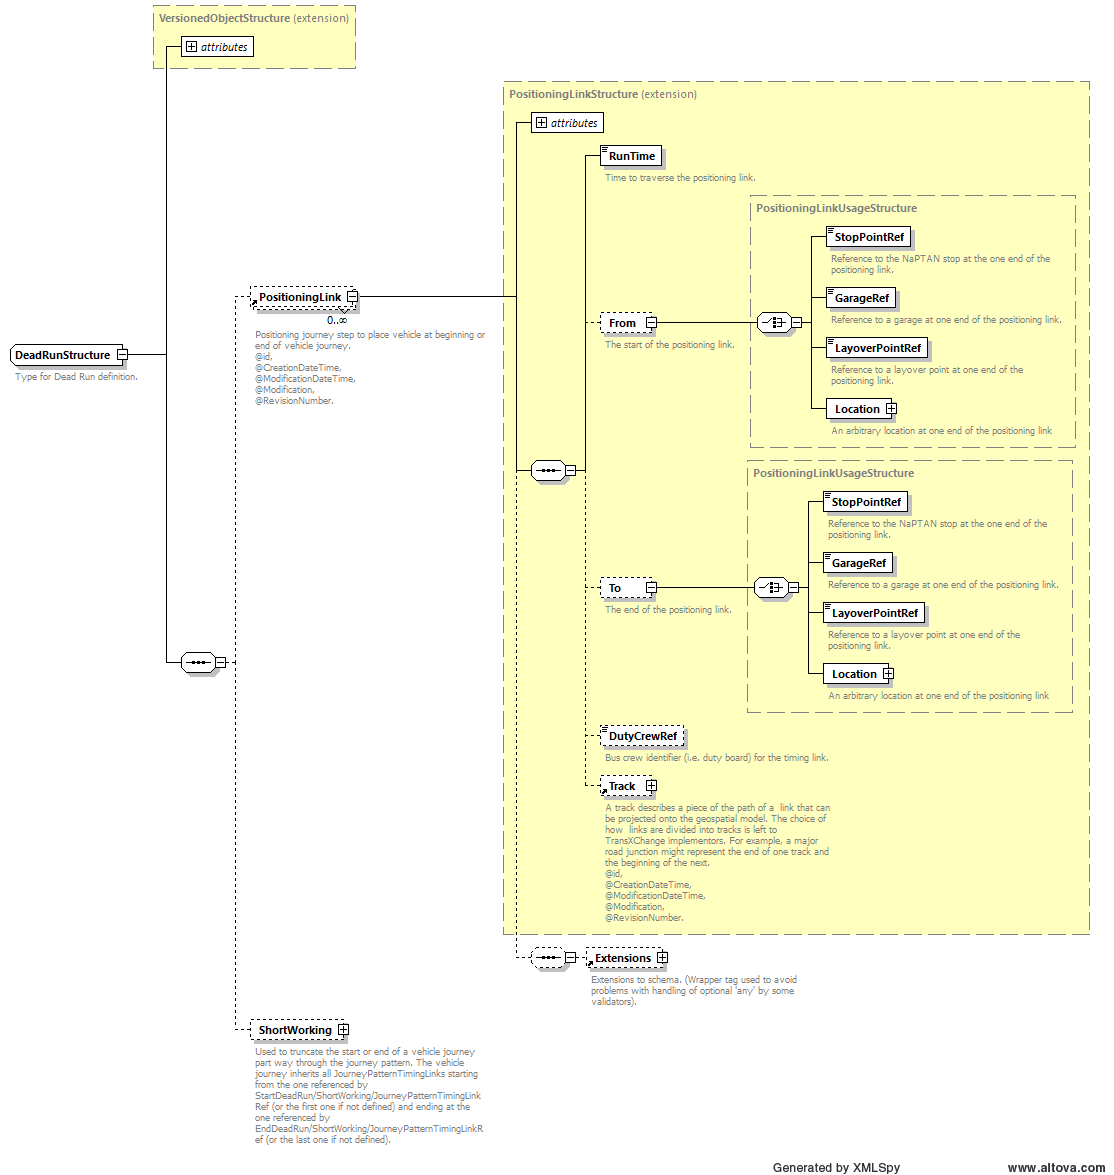 VersionedObjectStructure (extension)
attributes
PositioningLinkStructure (extension)
attributes
RunTime
Time to traverse the positioning link.
PositioningLinkUsageStructure
StopPointRef
Reference to the NaPTAN stop at the one end of the
positioning link.
GarageRef
Reference to a garage at one end of the positioning link.
From
The start of the positioning link.
LayoverPointRef
Reference to a layover point at one end of the
positioning link.
Location
An arbitrary location at one end of the positioning link
PositioningLink
0..∞
Positioning journey step to place vehicle at beginning or
end of vehicle journey.
@id,
@CreationDateTime,
@ModificationDateTime,
@Modification,
@RevisionNumber.
DeadRunStructure
Type for Dead Run definition.
PositioningLinkUsageStructure
StopPointRef
Reference to the NaPTAN stop at the one end of the
positioning link.
GarageRef
Reference to a garage at one end of the positioning link.
To
The end of the positioning link.
LayoverPointRef
Reference to a layover point at one end of the
positioning link.
Location
An arbitrary location at one end of the positioning link
DutyCrewRef
Bus crew identifier (i.e. duty board) for the timing link.
Track
A track describes a piece of the path of a  link that can
be projected onto the geospatial model. The choice of
how  links are divided into tracks is left to
TransXChange implementors. For example, a major
road junction might represent the end of one track and
the beginning of the next.
@id,
@CreationDateTime,
@ModificationDateTime,
@Modification,
@RevisionNumber.
Extensions
Extensions to schema. (Wrapper tag used to avoid
problems with handling of optional 'any' by some
validators).
ShortWorking
Used to truncate the start or end of a vehicle journey
part way through the journey pattern. The vehicle
journey inherits all JourneyPatternTimingLinks starting
from the one referenced by
StartDeadRun/ShortWorking/JourneyPatternTimingLink
Ref (or the first one if not defined) and ending at the
one referenced by
EndDeadRun/ShortWorking/JourneyPatternTimingLinkR
ef (or the last one if not defined).
Generated by XMLSpy
www.altova.com